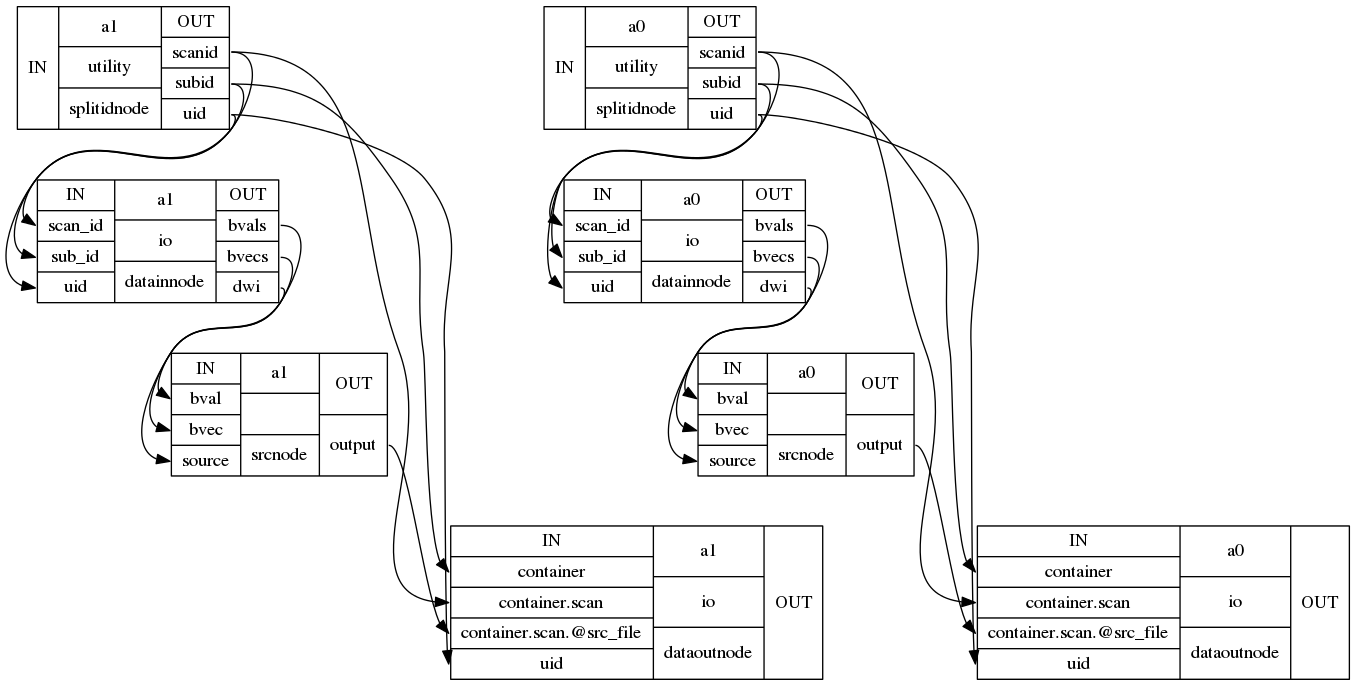 IN
a1
utility
splitidnode
OUT
scanid
subid
uid
IN
a0
utility
splitidnode
OUT
scanid
subid
uid
IN
scan_id
sub_id
uid
a1
io
datainnode
OUT
bvals
bvecs
dwi
IN
scan_id
sub_id
uid
a0
io
datainnode
OUT
bvals
bvecs
dwi
IN
bval
bvec
source
a1
srcnode
OUT
output
IN
bval
bvec
source
a0
srcnode
OUT
output
IN
container
container.scan
container.scan.@src_file
uid
a1
io
dataoutnode
OUT
IN
container
container.scan
container.scan.@src_file
uid
a0
io
dataoutnode
OUT